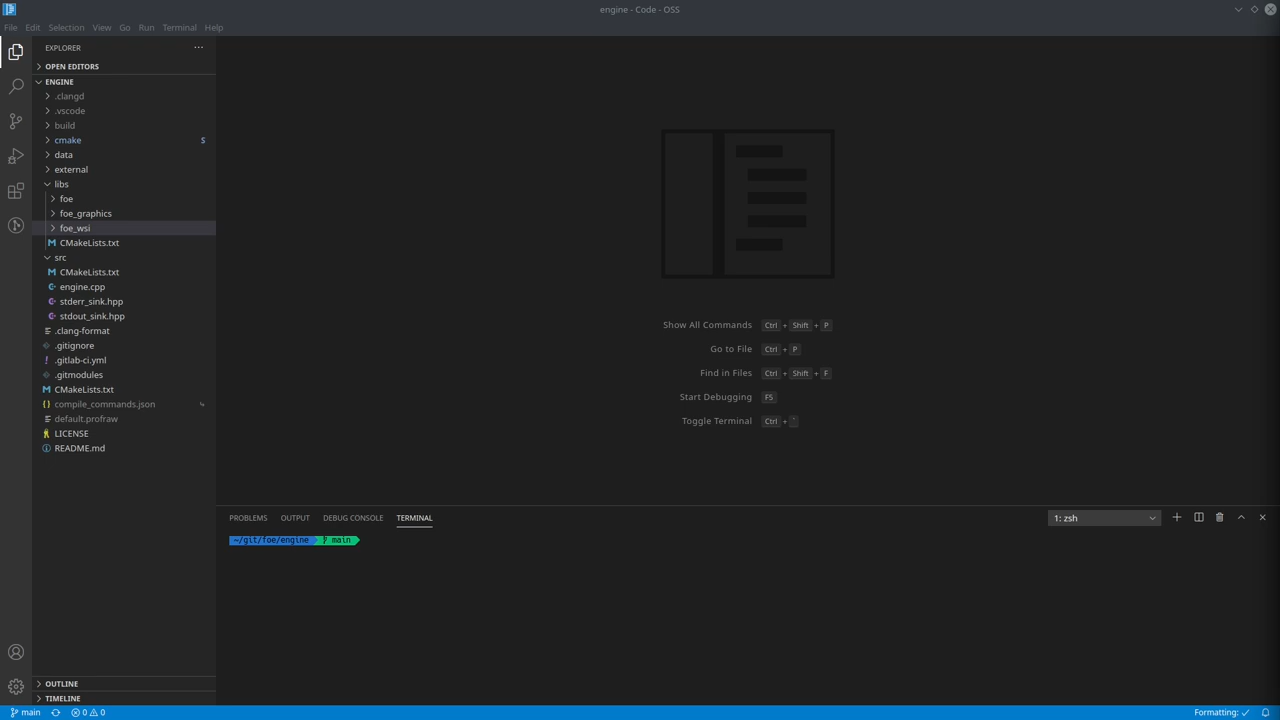 engine - Code - OSS
File Edit Selection View Go Run Terminal Help
EXPLORER
OPEN EDITORS
ENGINE
.clangd
.vscode
build
cmake S
data
external
libs
foe
foe_graphics
foe_wsi
CMakeLists.txt
src
CMakeLists.txt
engine.cpp
stderr_sink.hpp
stdout_sink.hpp
.clang-format
.gitignore
.gitlab-ci.yml
.gitmodules
CMakeLists.txt
compile_commands.json
default.profraw
LICENSE
README.md
OUTLINE
TIMELINE
Show All Commands Ctrl + Shift + P
Go to File Ctrl + P
Find in Files Ctrl + Shift + F
Start Debugging F5
Toggle Terminal Ctrl + `
PROBLEMS OUTPUT DEBUG CONSOLE TERMINAL
1: zsh
~/git/foe/engine main
main 0 0 Formatting: ✓